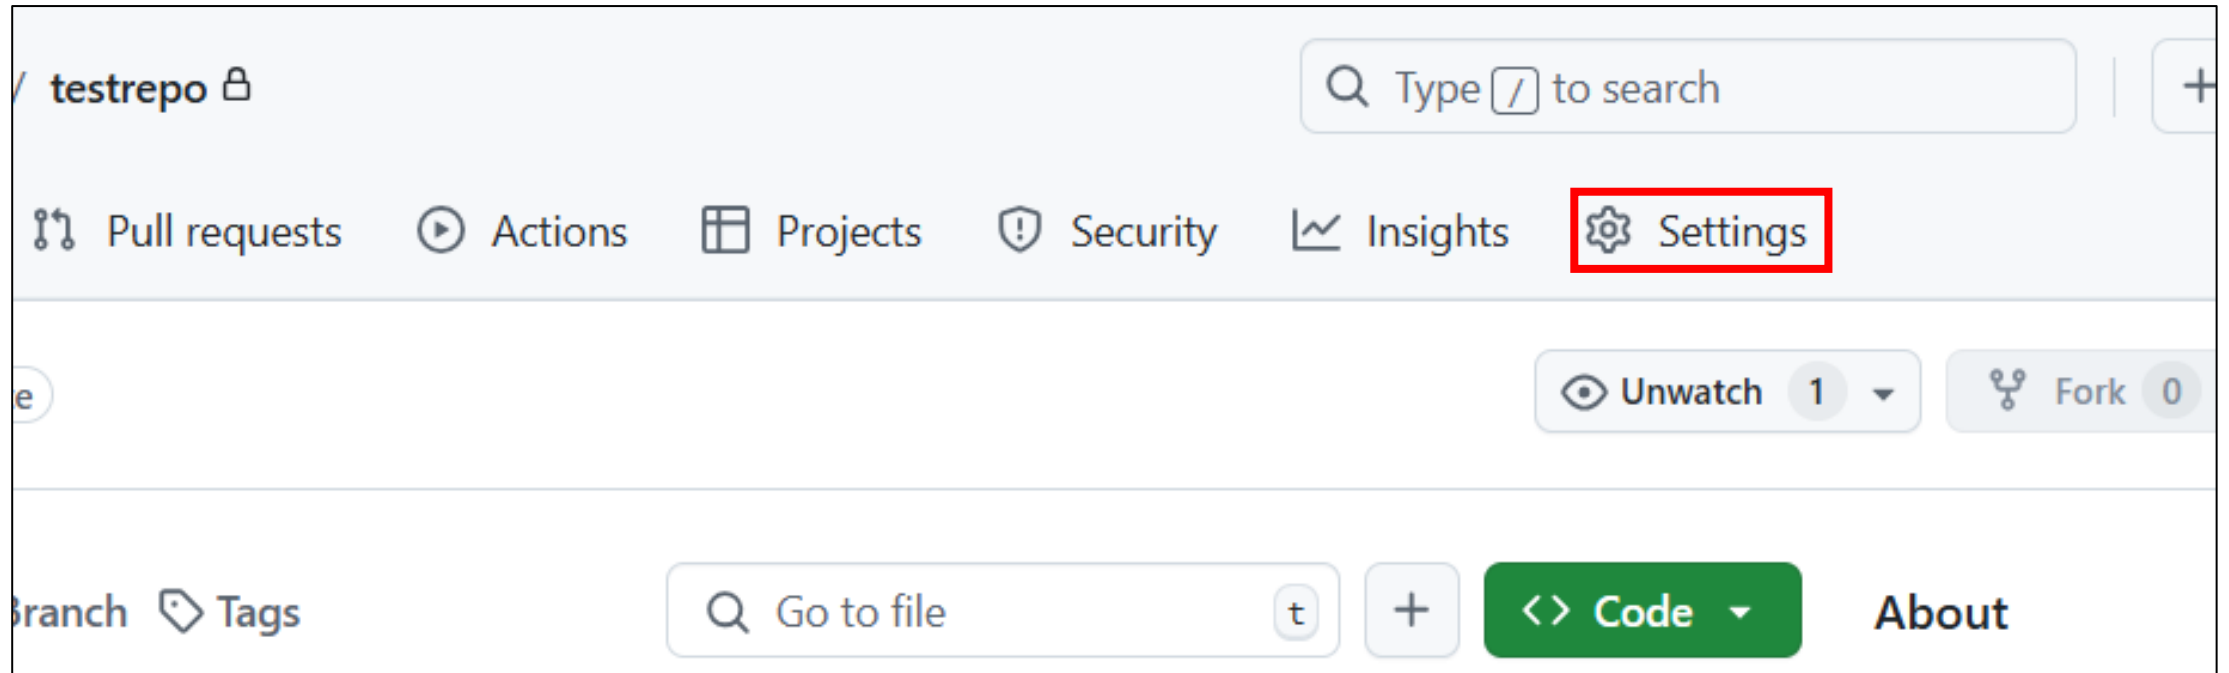 / testrepo
Type / to search
Pull requests Actions Projects Security Insights Settings
Unwatch 1 Fork 0
Tags Go to file t Code About